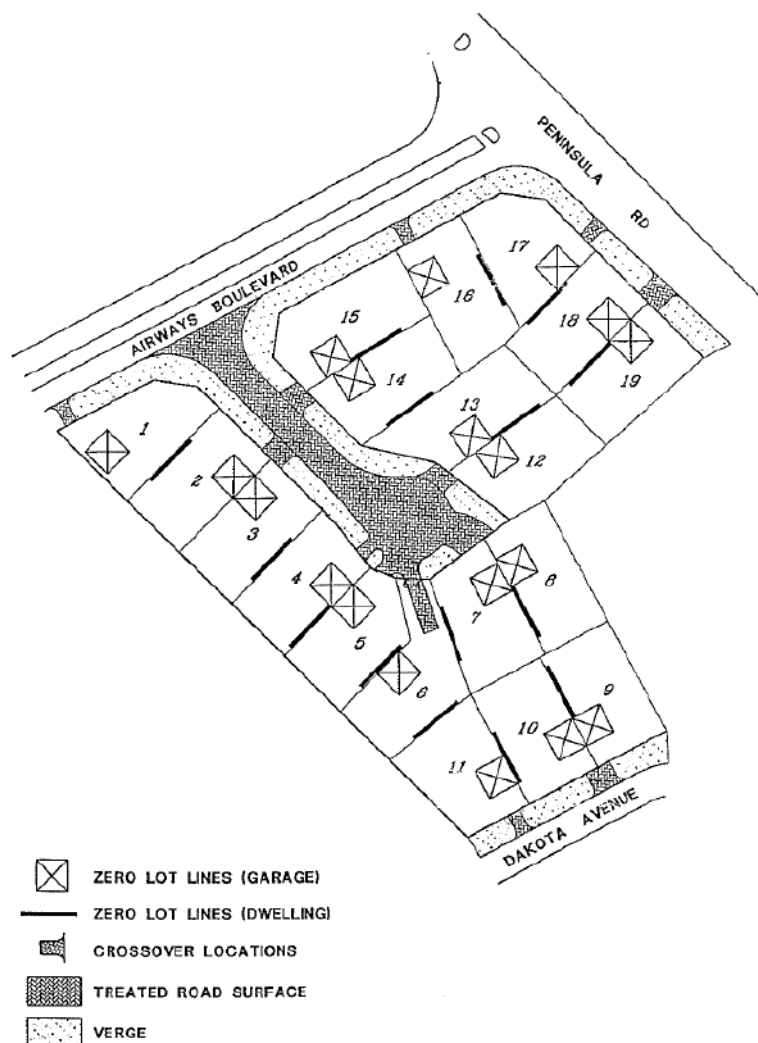 PENINSULA RD
AIRWAYS BOULEVARD
17
16
15
18
14
19
13
12
1
2
3
4
5
6
7
8
9
10
11
DAKOTA AVENUE
ZERO LOT LINES (GARAGE)
ZERO LOT LINES (DWELLING)
CROSSOVER LOCATIONS
TREATED ROAD SURFACE
VERGE